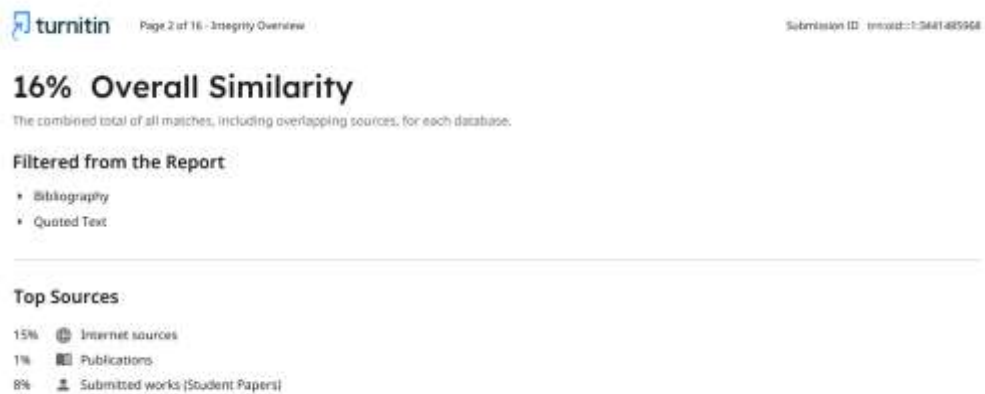 turnitin
Page 2 of 16 - Integrity Overview
Submission ID
16% Overall Similarity
The combined total of all matches, including overlapping sources, for each database.
Filtered from the Report
• Bibliography
• Quoted Text
Top Sources
15% Internet sources
1% Publications
8% Submitted works (Student Papers)